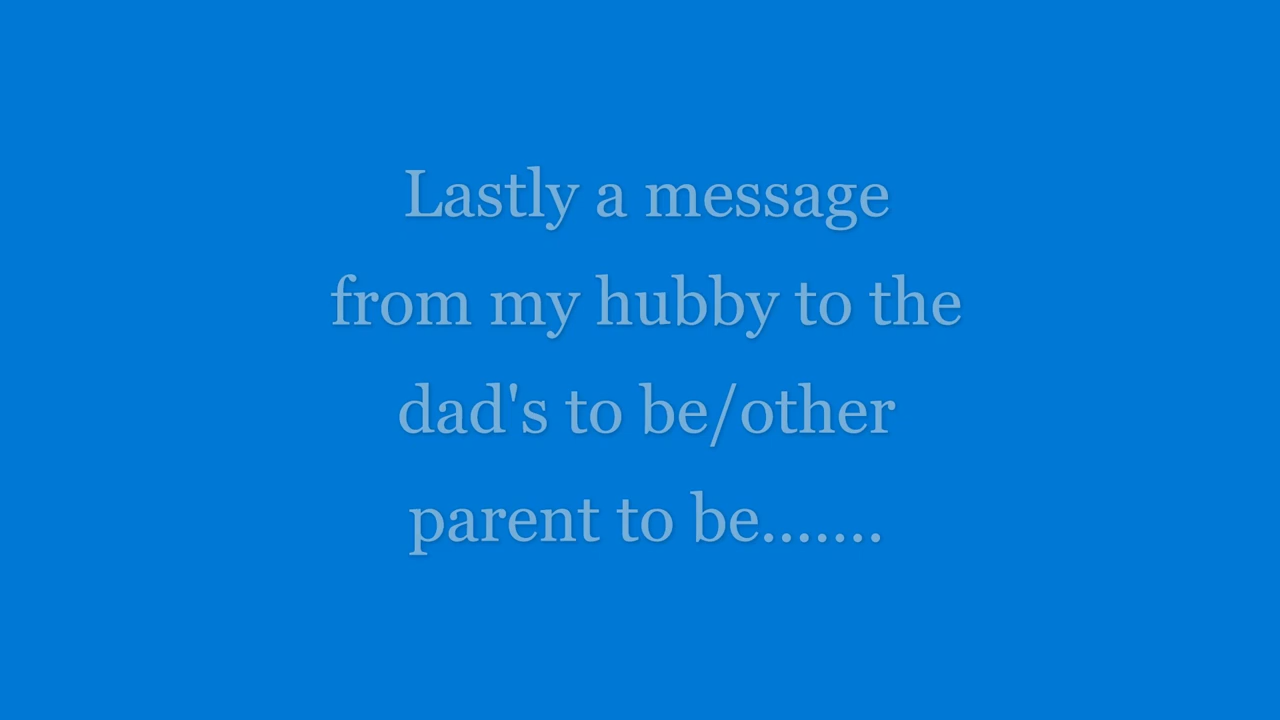 Lastly a message
from my hubby to the
dad's to be/other
parent to be.......